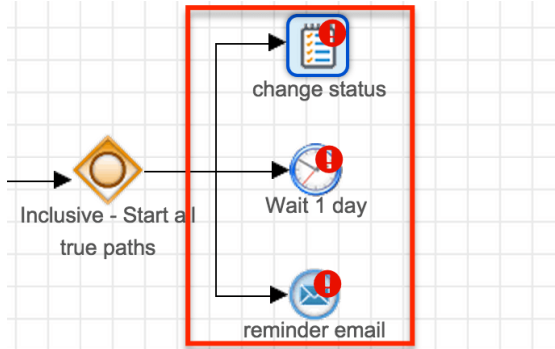 change status
Inclusive - Start all
true paths
Wait 1 day
reminder email